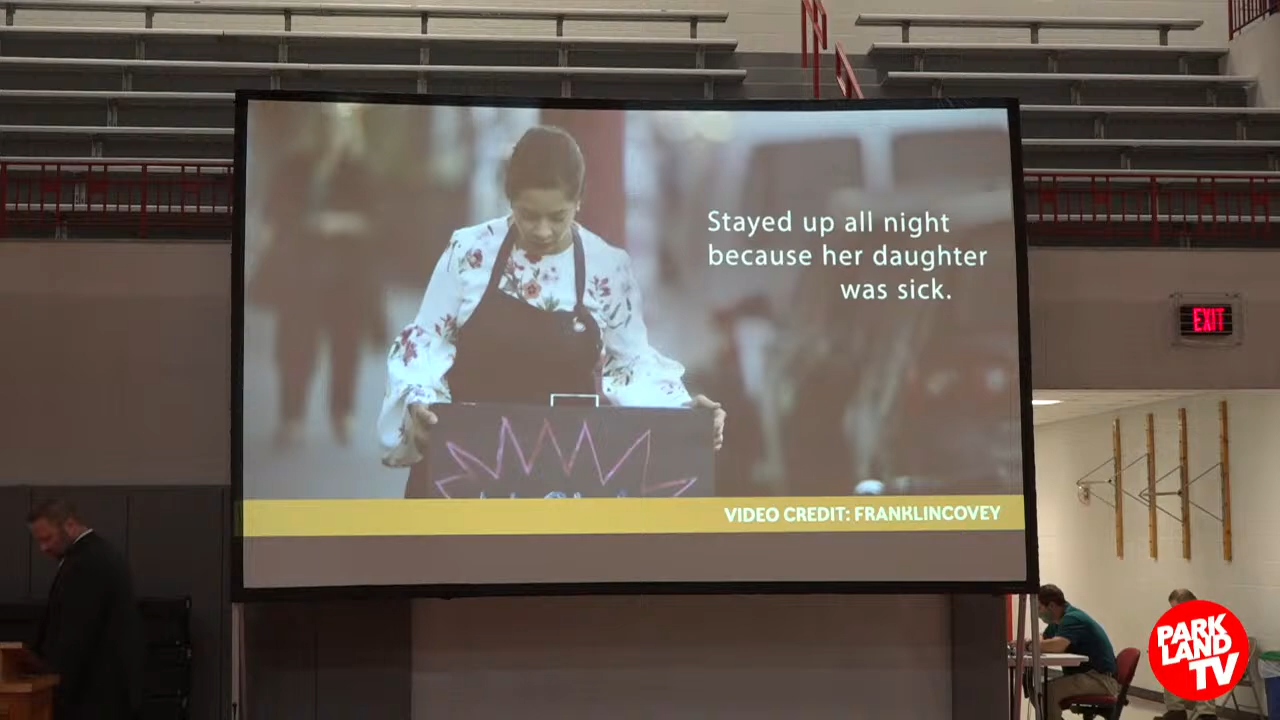 Stayed up all night
because her daughter
was sick.
VIDEO CREDIT: FRANKLINCOVEY
EXIT
PARK
LAND
TV